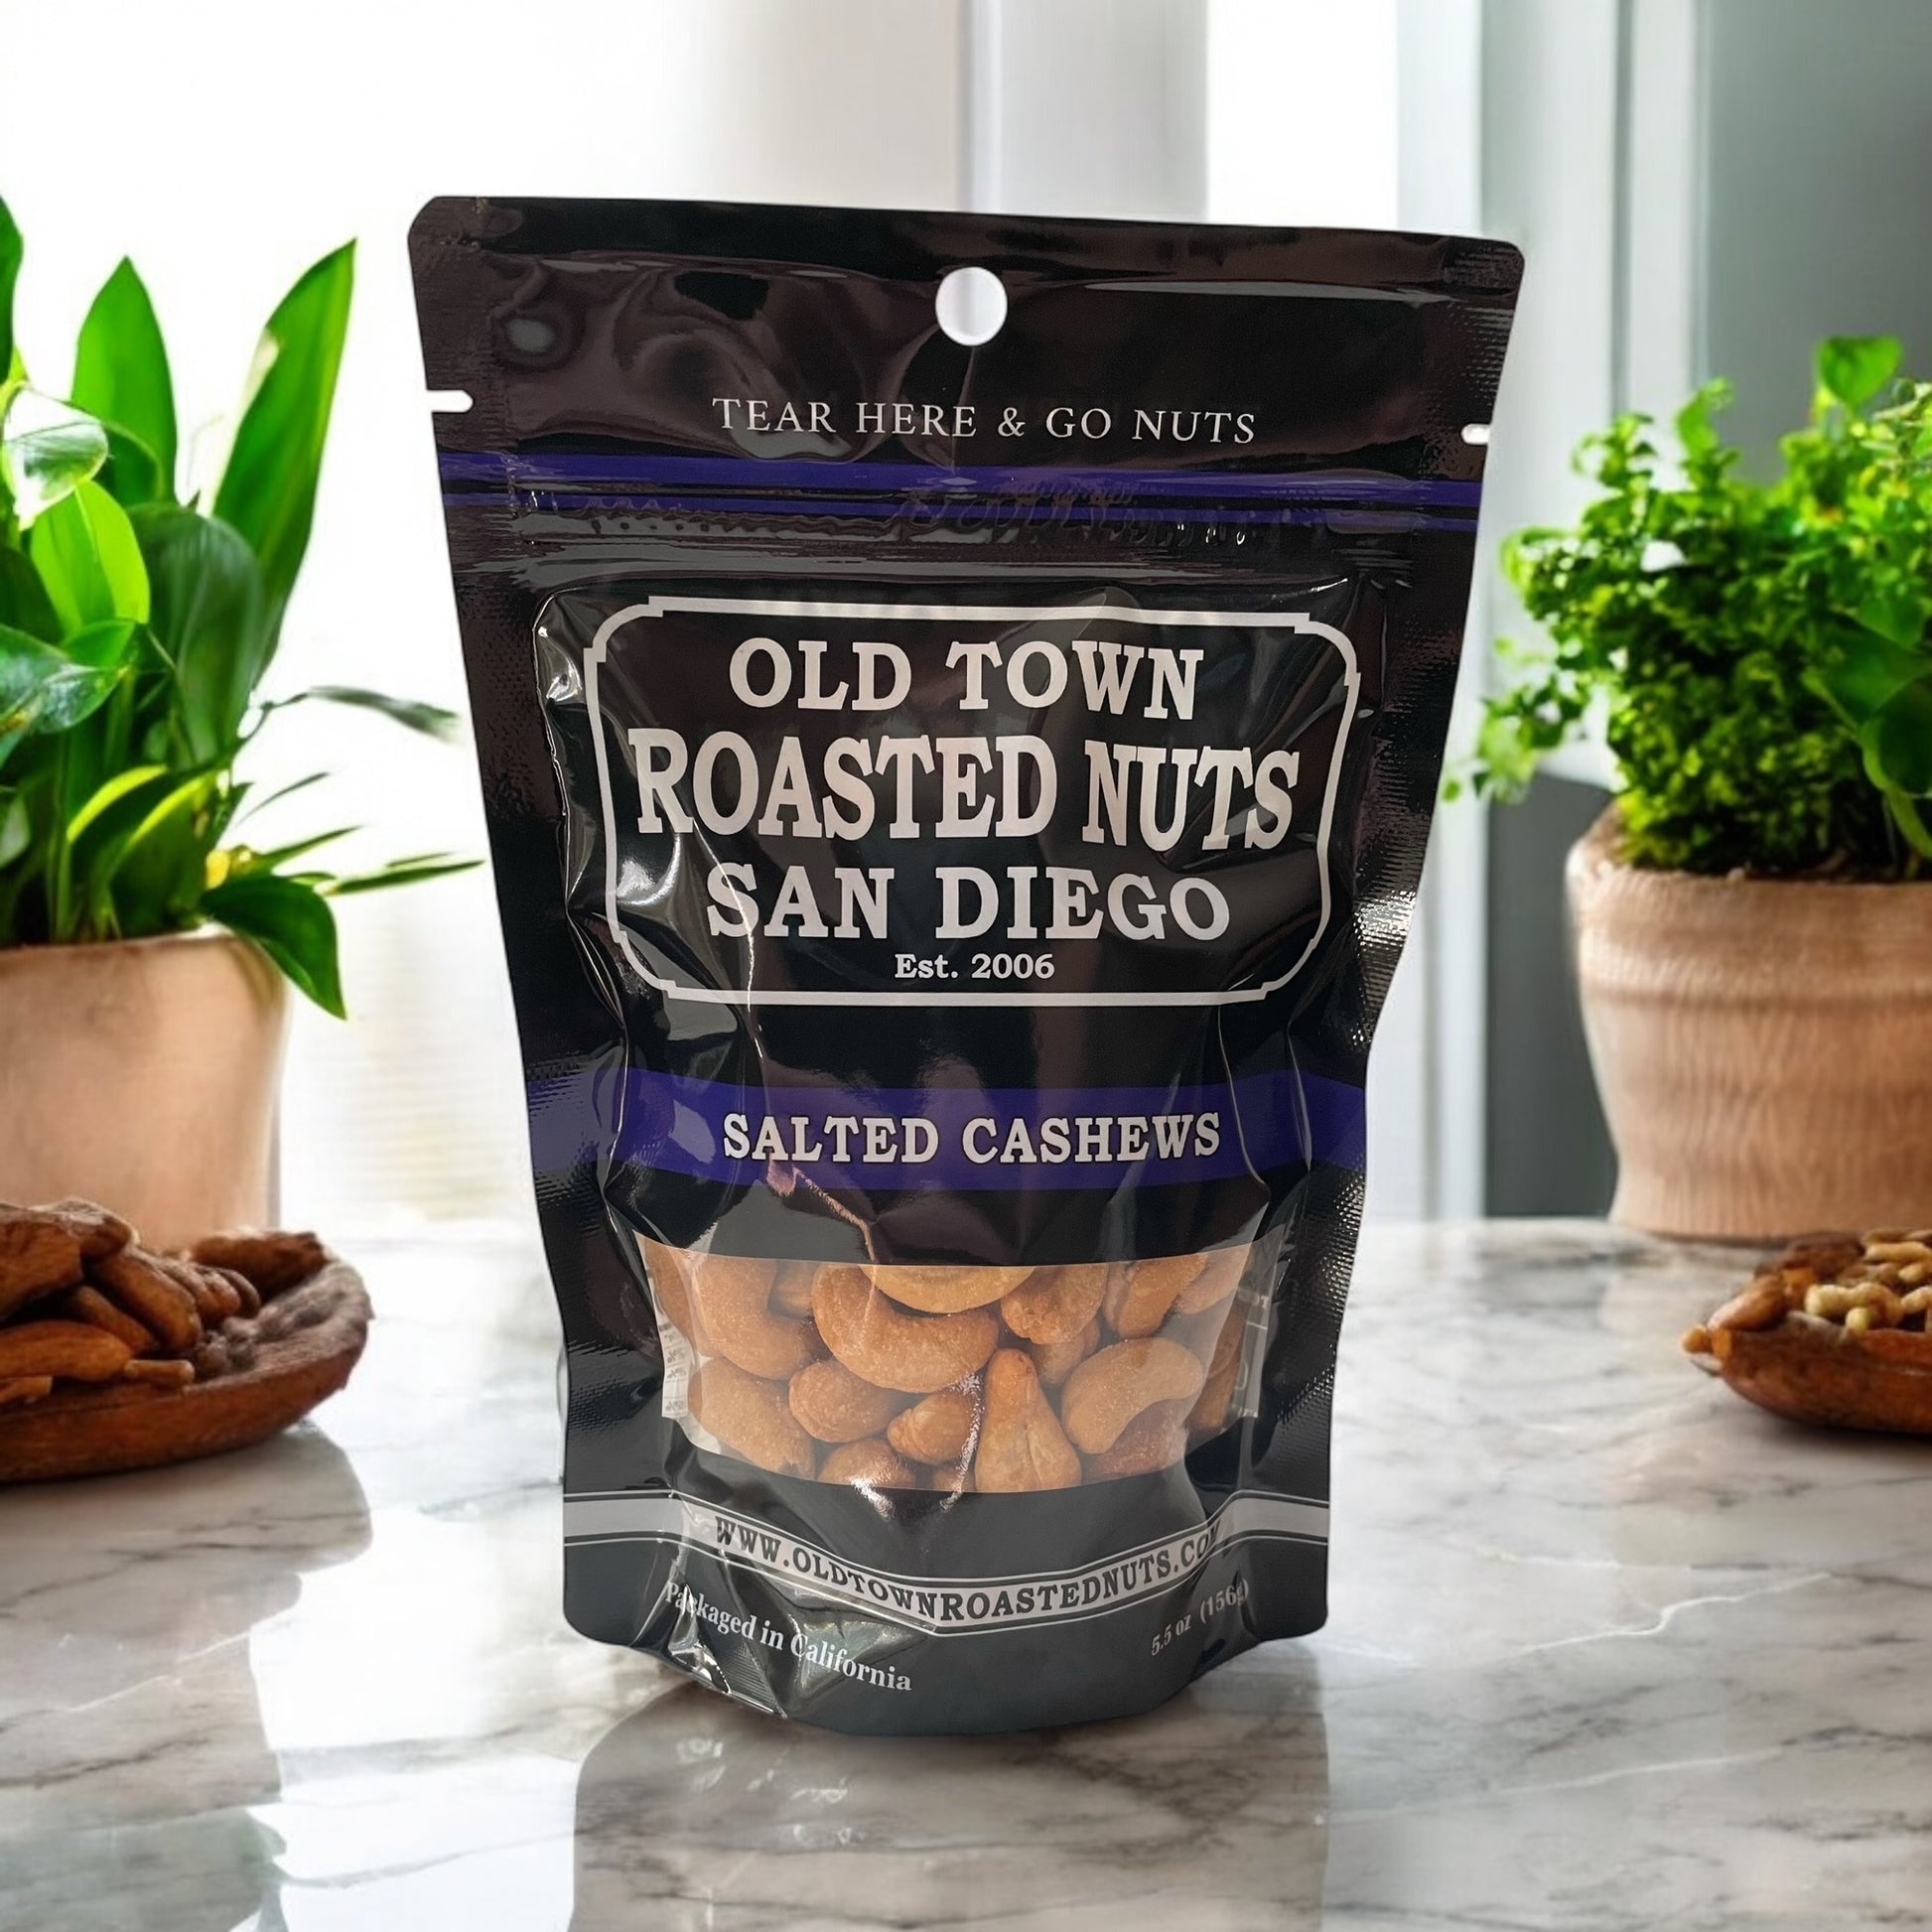 TEAR HERE & GO NUTS
OLD TOWN
ROASTED NUTS
SAN DIEGO
Est. 2006
SALTED CASHEWS
WWW.OLDTOWNROASTEDNUTS.COM
Packaged in California
5.5 oz (156g)